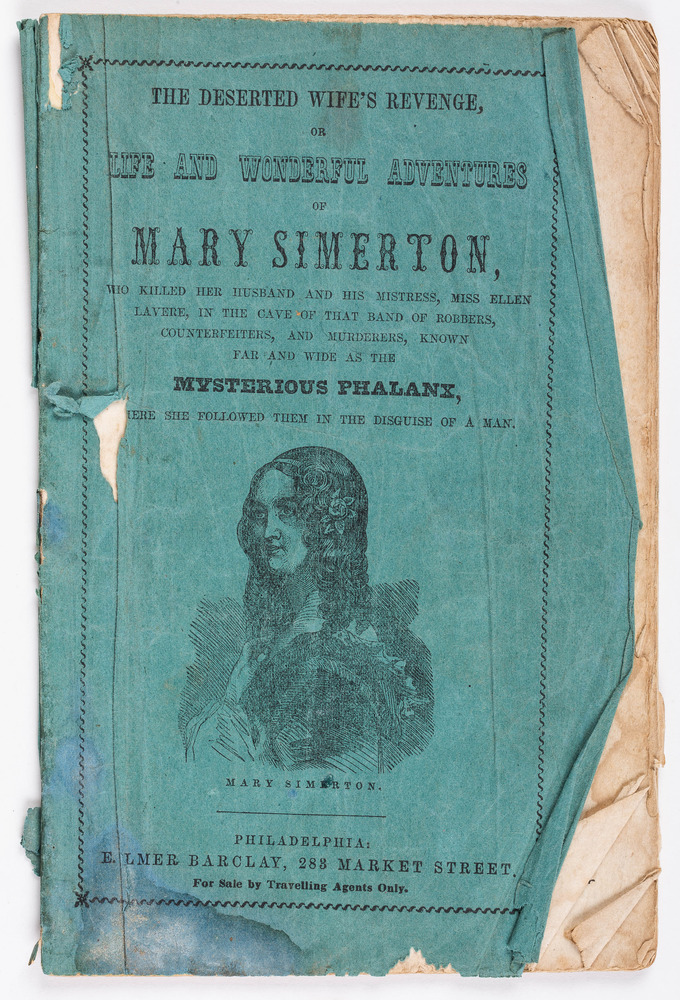 THE DESERTED WIFE'S REVENGE,
OR
LIFE AND WONDERFUL ADVENTURES
OF
MARY SIMERTON,
WHO KILLED HER HUSBAND AND HIS MISTRESS, MISS ELLEN
LAVERE, IN THE CAVE OF THAT BAND OF ROBBERS,
COUNTERFEITERS, AND MURDERERS, KNOWN
FAR AND WIDE AS THE
MYSTERIOUS PHALANX,
SHE FOLLOWED THEM IN THE DISGUISE OF A MAN.
MARY SIMERTON.
PHILADELPHIA:
BARCLAY, 283 MARKET STREET.
For Sale by Travelling Agents Only.